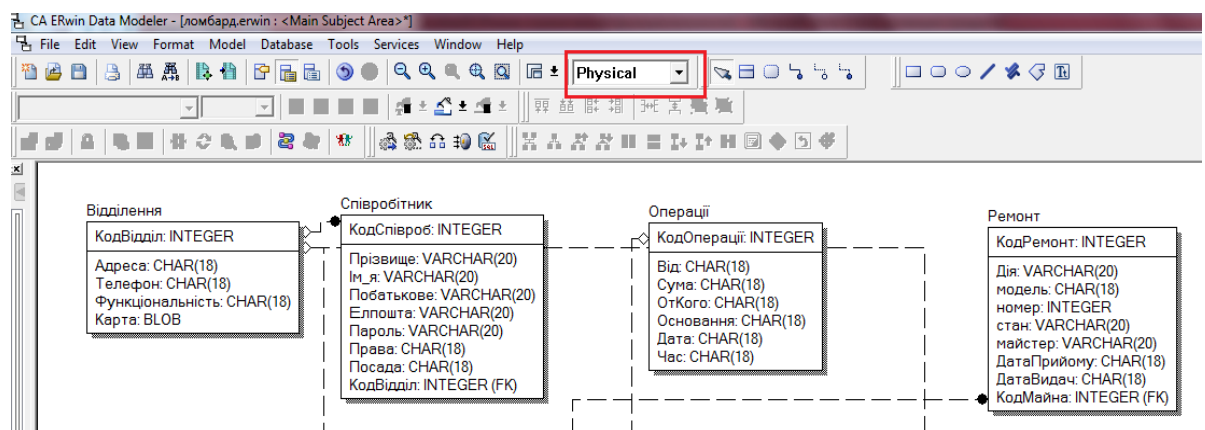 CA ERwin Data Modeler - [ломбард.erwin : <Main Subject Area>*]
File Edit View Format Model Database Tools Services Window Help
Physical
Відділення
КодВідділ: INTEGER
Адреса: CHAR(18)
Телефон: CHAR(18)
Функціональність: CHAR(18)
Карта: BLOB
Співробітник
КодСпівроб: INTEGER
Прізвище: VARCHAR(20)
Ім_я: VARCHAR(20)
Побатькове: VARCHAR(20)
Елпошта: VARCHAR(20)
Пароль: VARCHAR(20)
Права: CHAR(18)
Посада: CHAR(18)
КодВідділ: INTEGER (FK)
Операції
КодОперації: INTEGER
Від: CHAR(18)
Сума: CHAR(18)
ОтКого: CHAR(18)
Основання: CHAR(18)
Дата: CHAR(18)
Час: CHAR(18)
Ремонт
КодРемонт: INTEGER
Дія: VARCHAR(20)
модель: CHAR(18)
номер: INTEGER
стан: VARCHAR(20)
майстер: VARCHAR(20)
ДатаПрийому: CHAR(18)
ДатаВидач: CHAR(18)
КодМайна: INTEGER (FK)